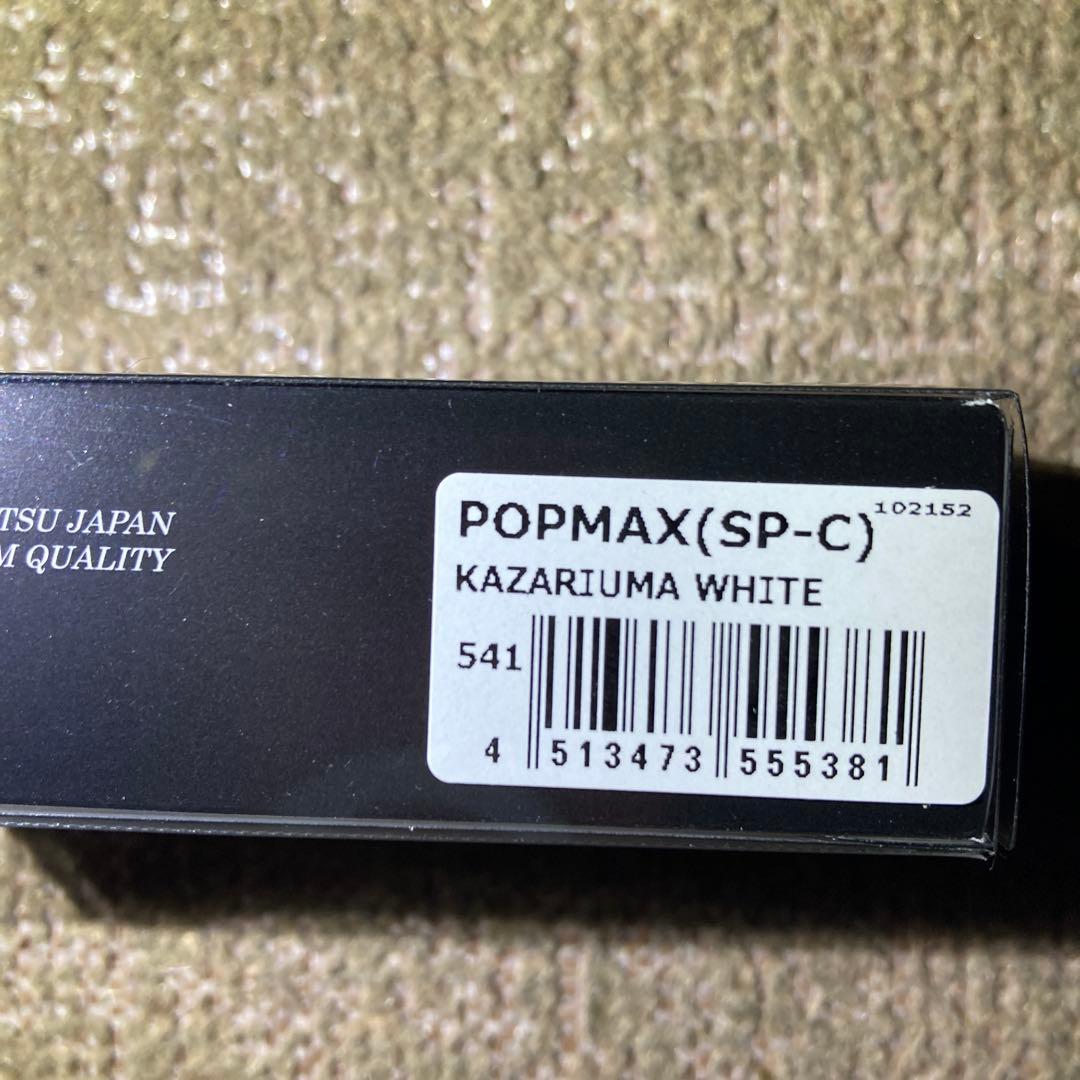 TSU JAPAN
M QUALITY
POPMAX(SP-C)
102152
KAZARIUMA WHITE
541
4 513473 555381